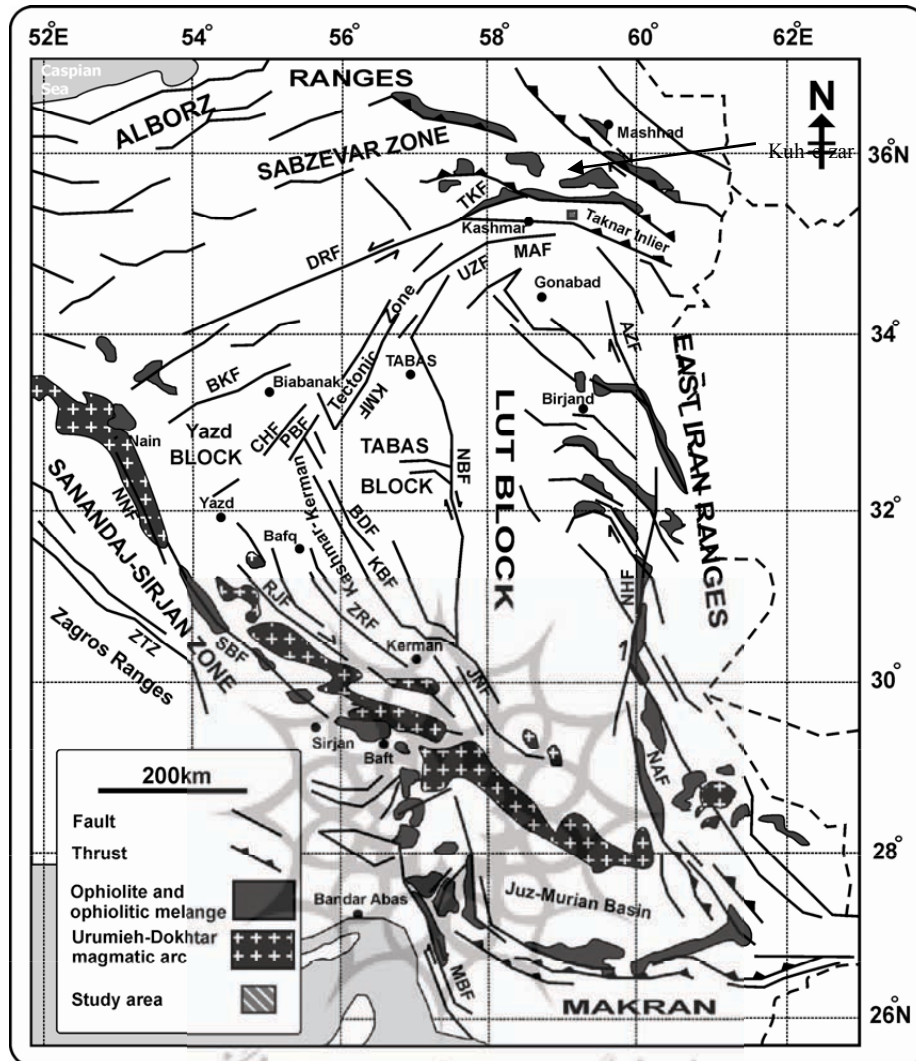 52°E
54°
56°
58°
60°
62°E
Caspian
Sea
RANGES
ALBORZ
N
Mashhad
SABZEVAR ZONE
36°N
Kuh-e-zar
TKF
Kashmar
Taknar Inlier
DRF
MAF
UZF
Gonabad
Zone
34°
AZF
EAST IRAN RANGES
TABAS
Tectonic
BKF
Biabanak
KMF
Birjand
LUT BLOCK
Yazd
BLOCK
CHF
PBF
Nain
TABAS
BLOCK
NBF
SANANDAJ-SIRJAN ZONE
NNF
Yazd
Kashmar-Kerman
BDF
32°
Bafq
KBF
RJF
ZRF
NHF
Zagros Ranges
ZTZ
SBF
Kerman
JNF
30°
Sirjan
Baft
NAF
200km
Fault
Thrust
28°
Ophiolite and
ophiolitic melange
Bandar Abas
Juz-Murian Basin
Urumieh-Dokhtar
magmatic arc
Study area
MBF
MAKRAN
26N